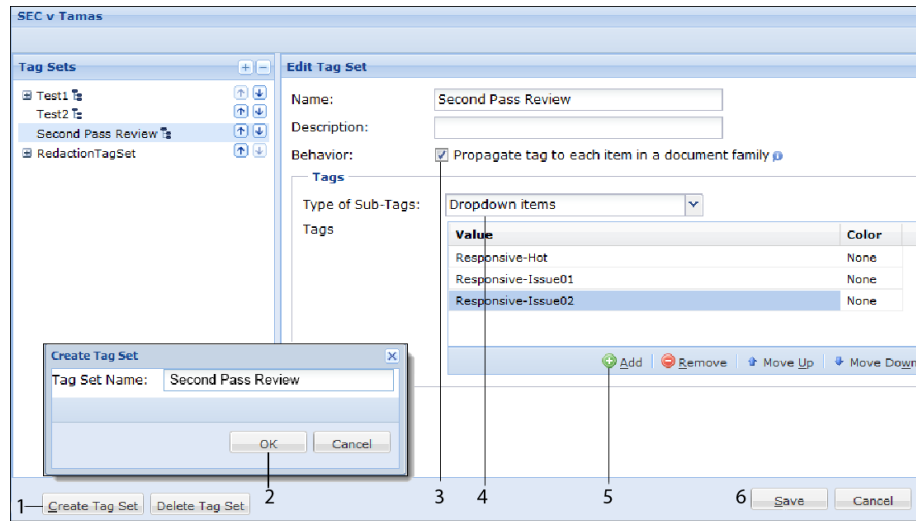 SEC v Tamas
Tag Sets
Test1
Test2
Second Pass Review
RedactionTagSet
Edit Tag Set
Name: Second Pass Review
Description:
Behavior: Propagate tag to each item in a document family
Tags
Type of Sub-Tags: Dropdown items
Tags
Value Color
Responsive-Hot None
Responsive-Issue01 None
Responsive-Issue02 None
Add Remove Move Up Move Down
Create Tag Set
Tag Set Name: Second Pass Review
OK Cancel
1 Create Tag Set Delete Tag Set 2 3 4 5 6 Save Cancel